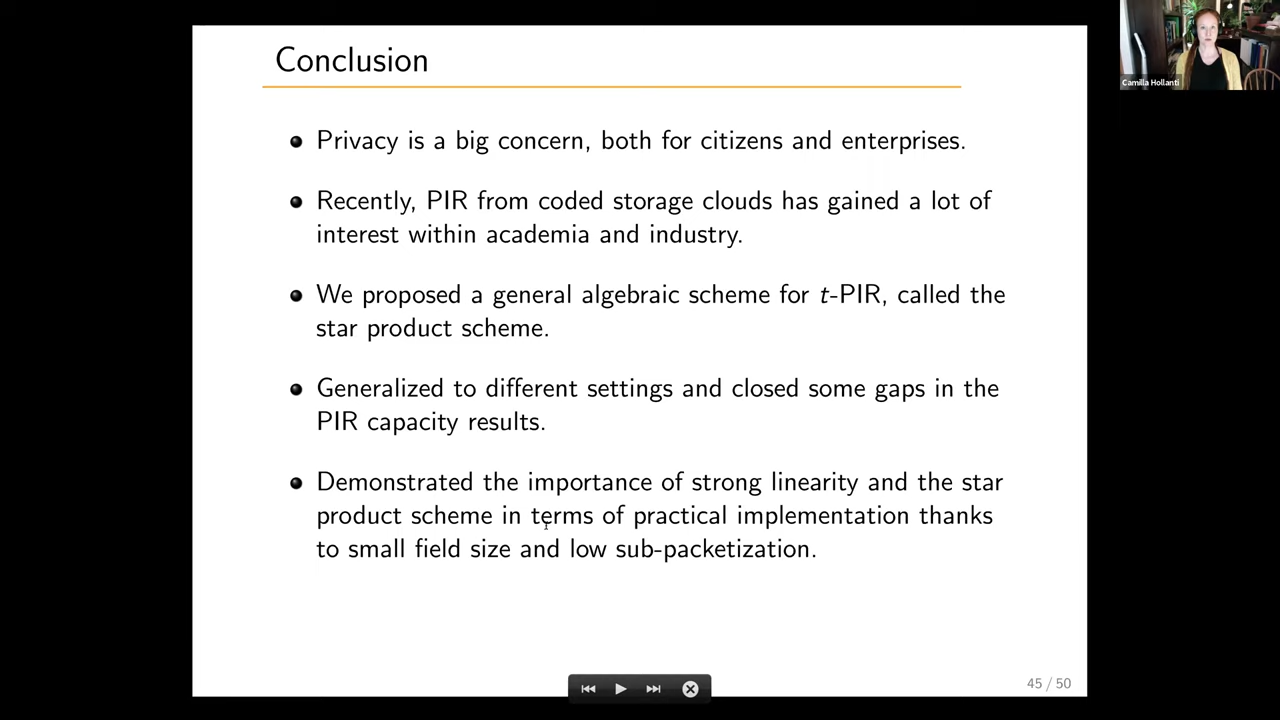 Conclusion
Camilla Hollanti
• Privacy is a big concern, both for citizens and enterprises.
• Recently, PIR from coded storage clouds has gained a lot of
interest within academia and industry.
• We proposed a general algebraic scheme for t-PIR, called the
star product scheme.
• Generalized to different settings and closed some gaps in the
PIR capacity results.
• Demonstrated the importance of strong linearity and the star
product scheme in terms of practical implementation thanks
to small field size and low sub-packetization.
45 / 50